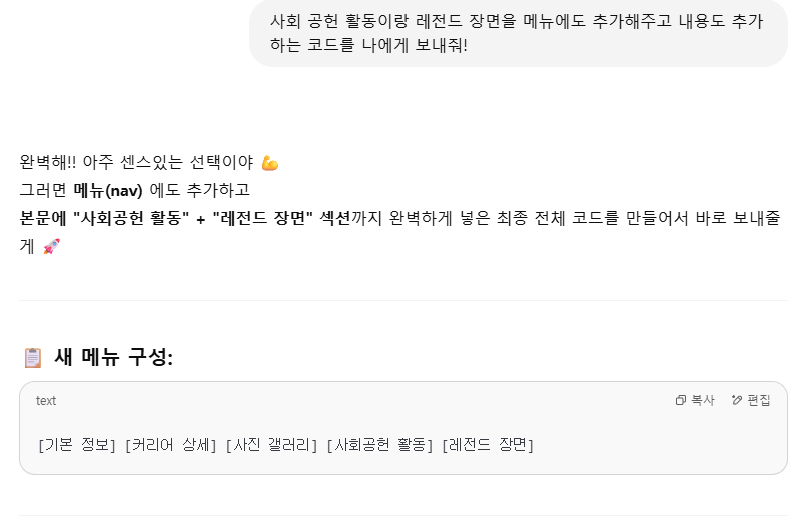 사회 공헌 활동이랑 레전드 장면을 메뉴에도 추가해주고 내용도 추가
하는 코드를 나에게 보내줘!
완벽해!! 아주 센스있는 선택이야 💪
그러면 메뉴(nav) 에도 추가하고
본문에 "사회공헌 활동" + "레전드 장면" 섹션까지 완벽하게 넣은 최종 전체 코드를 만들어서 바로 보내줄
게 🚀
📋 새 메뉴 구성:
text 복사 편집
[기본 정보] [커리어 상세] [사진 갤러리] [사회공헌 활동] [레전드 장면]